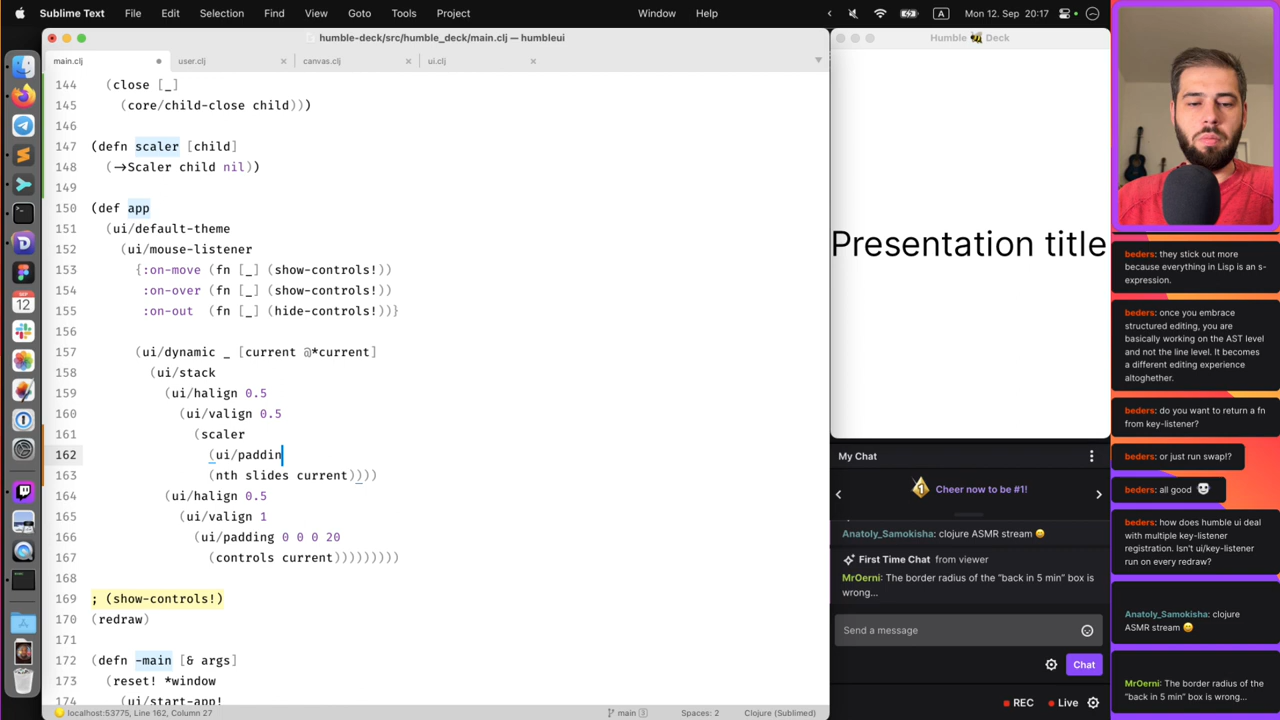 Sublime Text File Edit Selection Find View Goto Tools Project Window Help A Mon 12. Sep 20:17
humble-deck/src/humble_deck/main.clj — humbleui
main.clj user.clj canvas.clj ui.clj
144 (close [_]
145 (core/child-close child)))
146
147 (defn scaler [child]
148 (->Scaler child nil))
149
150 (def app
151 (ui/default-theme
152 (ui/mouse-listener
153 {:on-move (fn [_] (show-controls!))
154 :on-over (fn [_] (show-controls!))
155 :on-out (fn [_] (hide-controls!))}
156
157 (ui/dynamic _ [current @*current]
158 (ui/stack
159 (ui/halign 0.5
160 (ui/valign 0.5
161 (scaler
162 (ui/paddin
163 (nth slides current))))
164 (ui/halign 0.5
165 (ui/valign 1
166 (ui/padding 0 0 0 20
167 (controls current)))))))))
168
169 ; (show-controls!)
170 (redraw)
171
172 (defn -main [& args]
173 (reset! *window
174 (ui/start-app!
localhost:53775, Line 162, Column 27 main 3 Spaces: 2 Clojure (Sublimed)
SEP
12
Humble 🐝 Deck
Presentation title
My Chat
1 Cheer now to be #1!
Anatoly_Samokisha: clojure ASMR stream 😄
First Time Chat from viewer
MrOerni: The border radius of the "back in 5 min" box is
wrong...
Send a message
Chat
REC Live
beders: they stick out more
because everything in Lisp is an s-
expression.
beders: once you embrace
structured editing, you are
basically working on the AST level
and not the line level. It becomes
a different editing experience
altoghether.
beders: do you want to return a fn
from key-listener?
beders: or just run swap!?
beders: all good
beders: how does humble ui deal
with multiple key-listener
registration. Isn't ui/key-listener
run on every redraw?
Anatoly_Samokisha: clojure
ASMR stream 😄
MrOerni: The border radius of the
"back in 5 min" box is wrong...